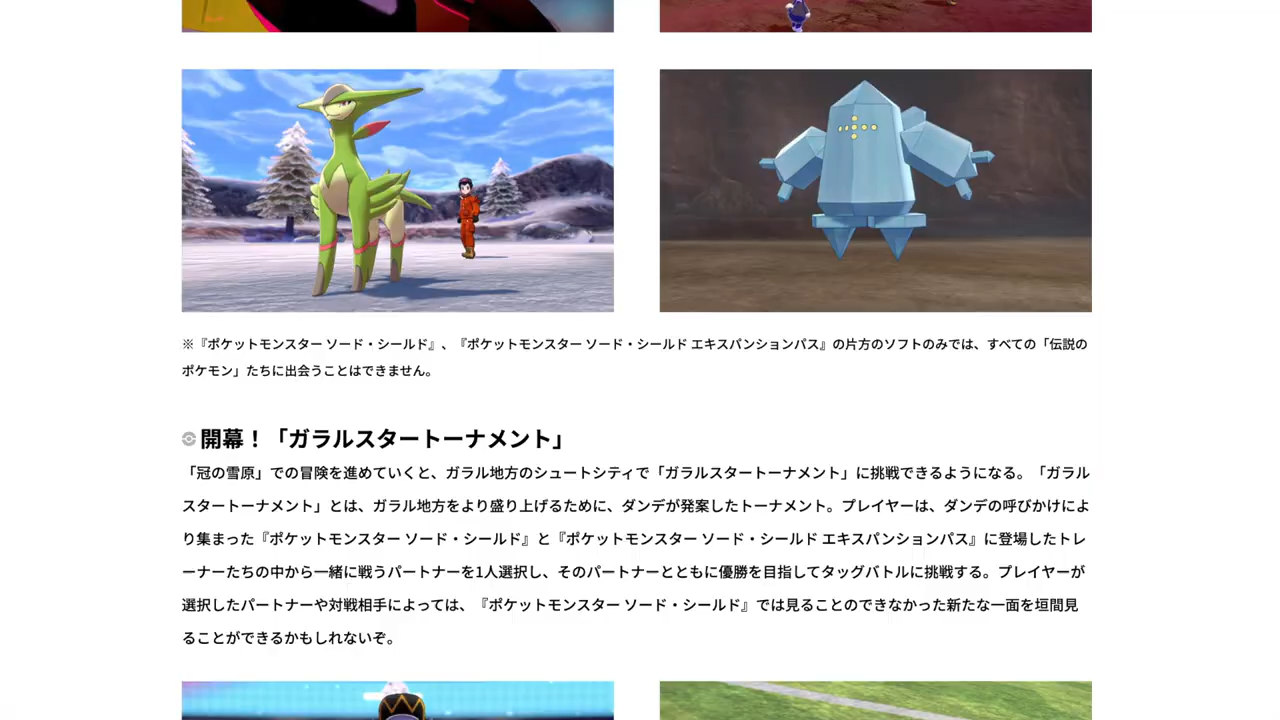 ※『ポケットモンスター ソード・シールド』、『ポケットモンスター ソード・シールド エキスパンションパス』の片方のソフトのみでは、すべての「伝説の
ポケモン」たちに出会うことはできません。
開幕！「ガラルスタートーナメント」
「冠の雪原」での冒険を進めていくと、ガラル地方のシュートシティで「ガラルスタートーナメント」に挑戦できるようになる。「ガラル
スタートーナメント」とは、ガラル地方をより盛り上げるために、ダンデが発案したトーナメント。プレイヤーは、ダンデの呼びかけによ
り集まった『ポケットモンスター ソード・シールド』と『ポケットモンスター ソード・シールド エキスパンションパス』に登場したトレ
ーナーたちの中から一緒に戦うパートナーを1人選択し、そのパートナーとともに優勝を目指してタッグバトルに挑戦する。プレイヤーが
選択したパートナーや対戦相手によっては、『ポケットモンスター ソード・シールド』では見ることのできなかった新たな一面を垣間見
ることができるかもしれないぞ。